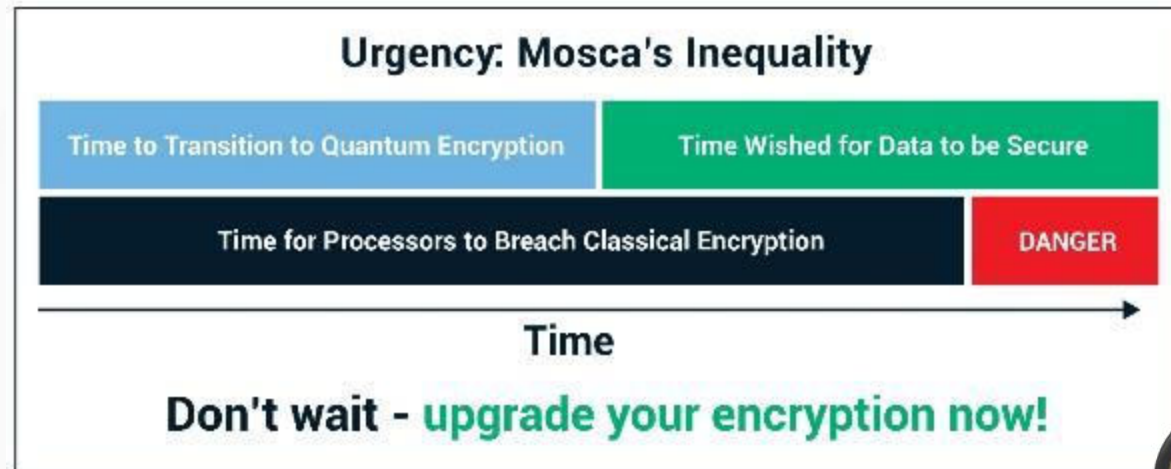 Urgency: Mosca's Inequality
Time to Transition to Quantum Encryption
Time Wished for Data to be Secure
Time for Processors to Breach Classical Encryption
DANGER
Time
Don't wait - upgrade your encryption now!